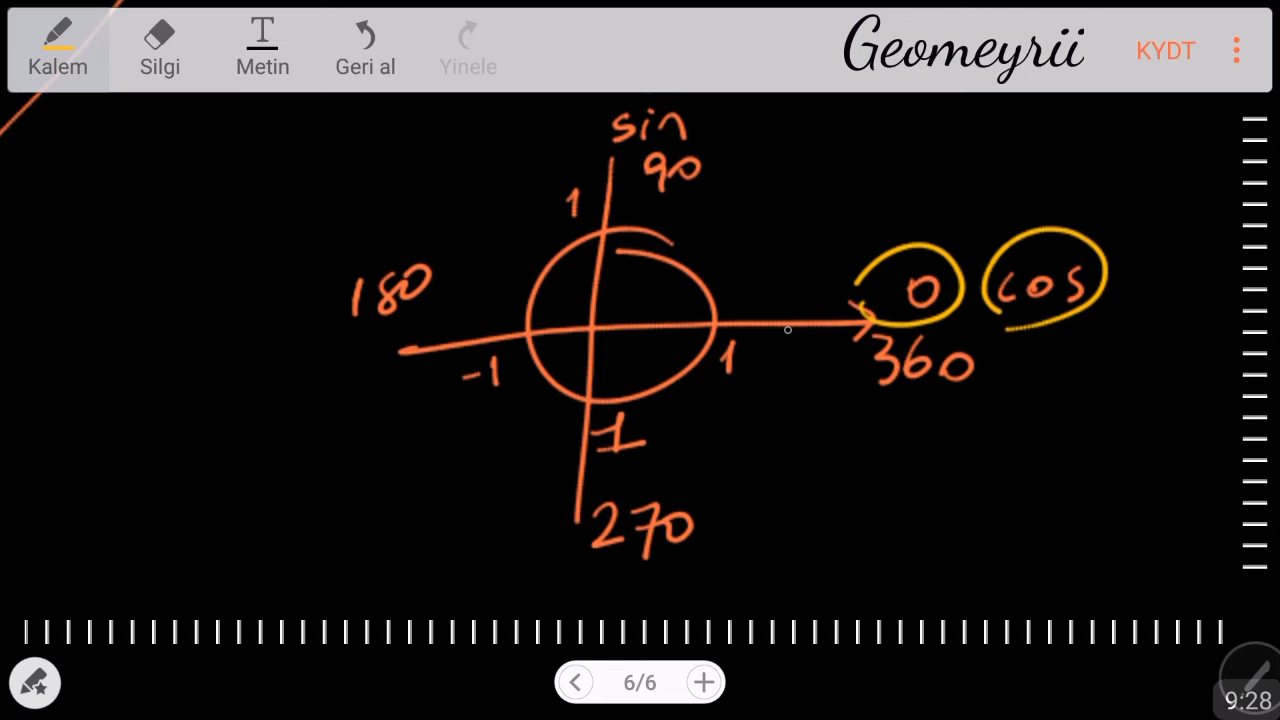 Kalem Silgi Metin Geri al Yinele Geomeyrii KYDT
sin
90
1
180
0 cos
-1 1 360
1
270
6/6
9:28